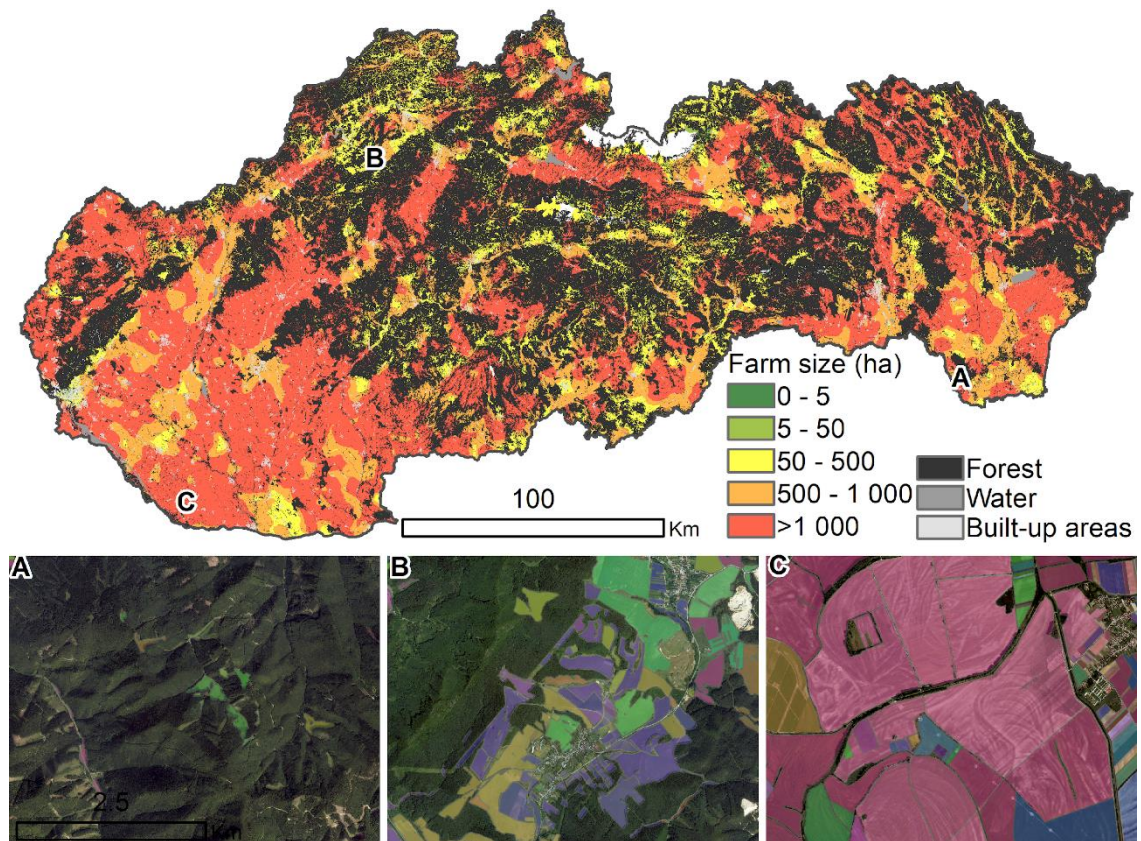 B
A
C
Farm size (ha)
0 - 5
5 - 50
50 - 500
500 - 1 000
>1 000
Forest
Water
Built-up areas
100
Km
A
B
C
2.5
Km